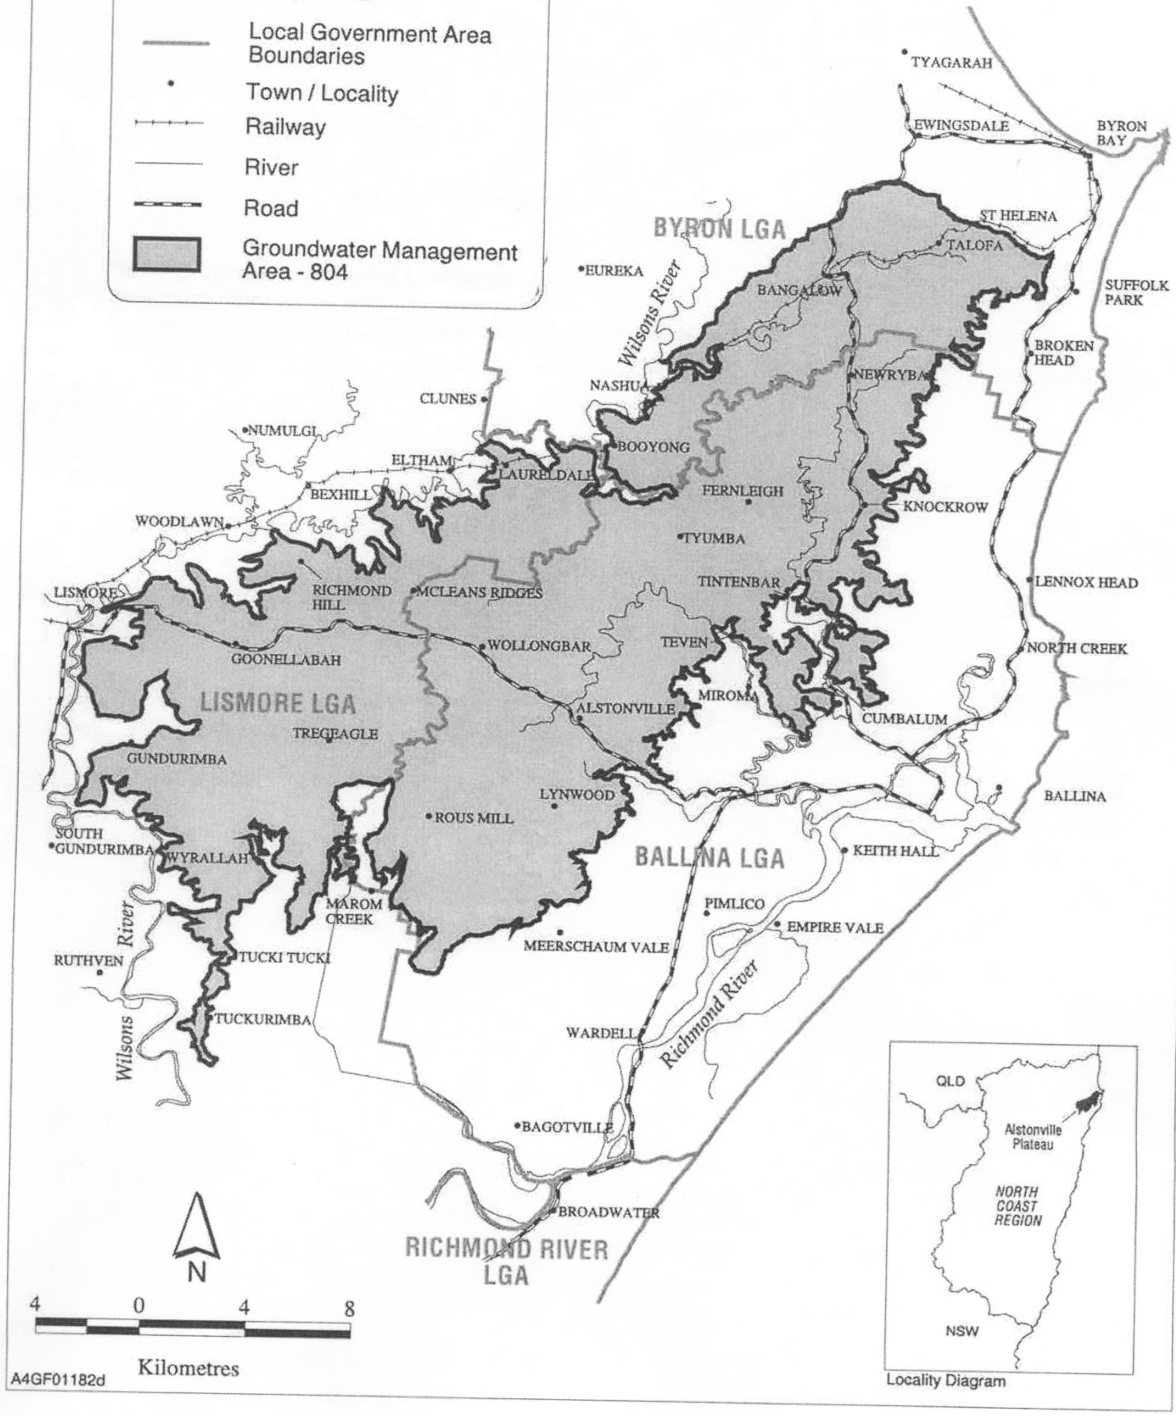 Local Government Area
Boundaries
Town / Locality
Railway
River
Road
Groundwater Management
Area - 804
TYAGARAH
EWINGSDALE
BYRON
BAY
BYRON LGA
ST HELENA
TALOFA
EUREKA
Wilsons River
BANGALOW
SUFFOLK
PARK
BROKEN
HEAD
NEWRYBA
NASHUA
CLUNES
NUMULGI
BOOYONG
ELTHAM
LAURELDALE
BEXHILL
FERNLEIGH
KNOCKROW
WOODLAWN
TYUMBA
TINTENBAR
LENNOX HEAD
LISMORE
RICHMOND
HILL
MCLEANS RIDGES
WOLLONGBAR
TEVEN
NORTH CREEK
GOONELLABAH
LISMORE LGA
MIROMA
ALSTONVILLE
CUMBALUM
TREGEAGLE
GUNDURIMBA
LYNWOOD
BALLINA
ROUS MILL
SOUTH
GUNDURIMBA
WYRALLAH
BALLINA LGA
KEITH HALL
MAROM
CREEK
PIMLICO
EMPIRE VALE
MEERSCHAUM VALE
River
Wilsons
RUTHVEN
TUCKI TUCKI
TUCKURIMBA
Richmond River
WARDELL
BAGOTVILLE
BROADWATER
RICHMOND RIVER
LGA
N
4 0 4 8
Kilometres
A4GF01182d
QLD
Alstonville
Plateau
NORTH
COAST
REGION
NSW
Locality Diagram